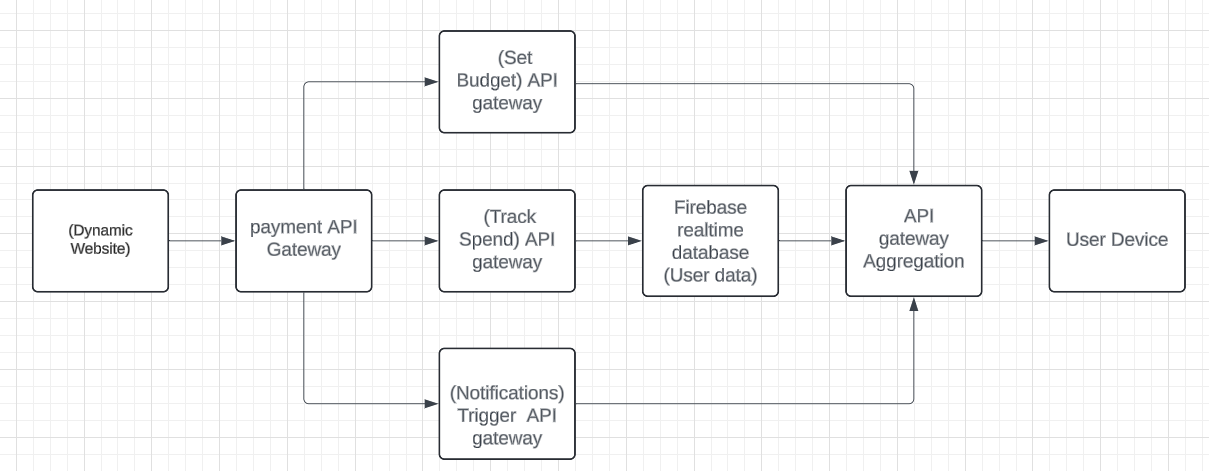 (Set
Budget) API
gateway
(Dynamic
Website)
payment API
Gateway
(Track
Spend) API
gateway
Firebase
realtime
database
(User data)
API
gateway
Aggregation
User Device
(Notifications)
Trigger API
gateway